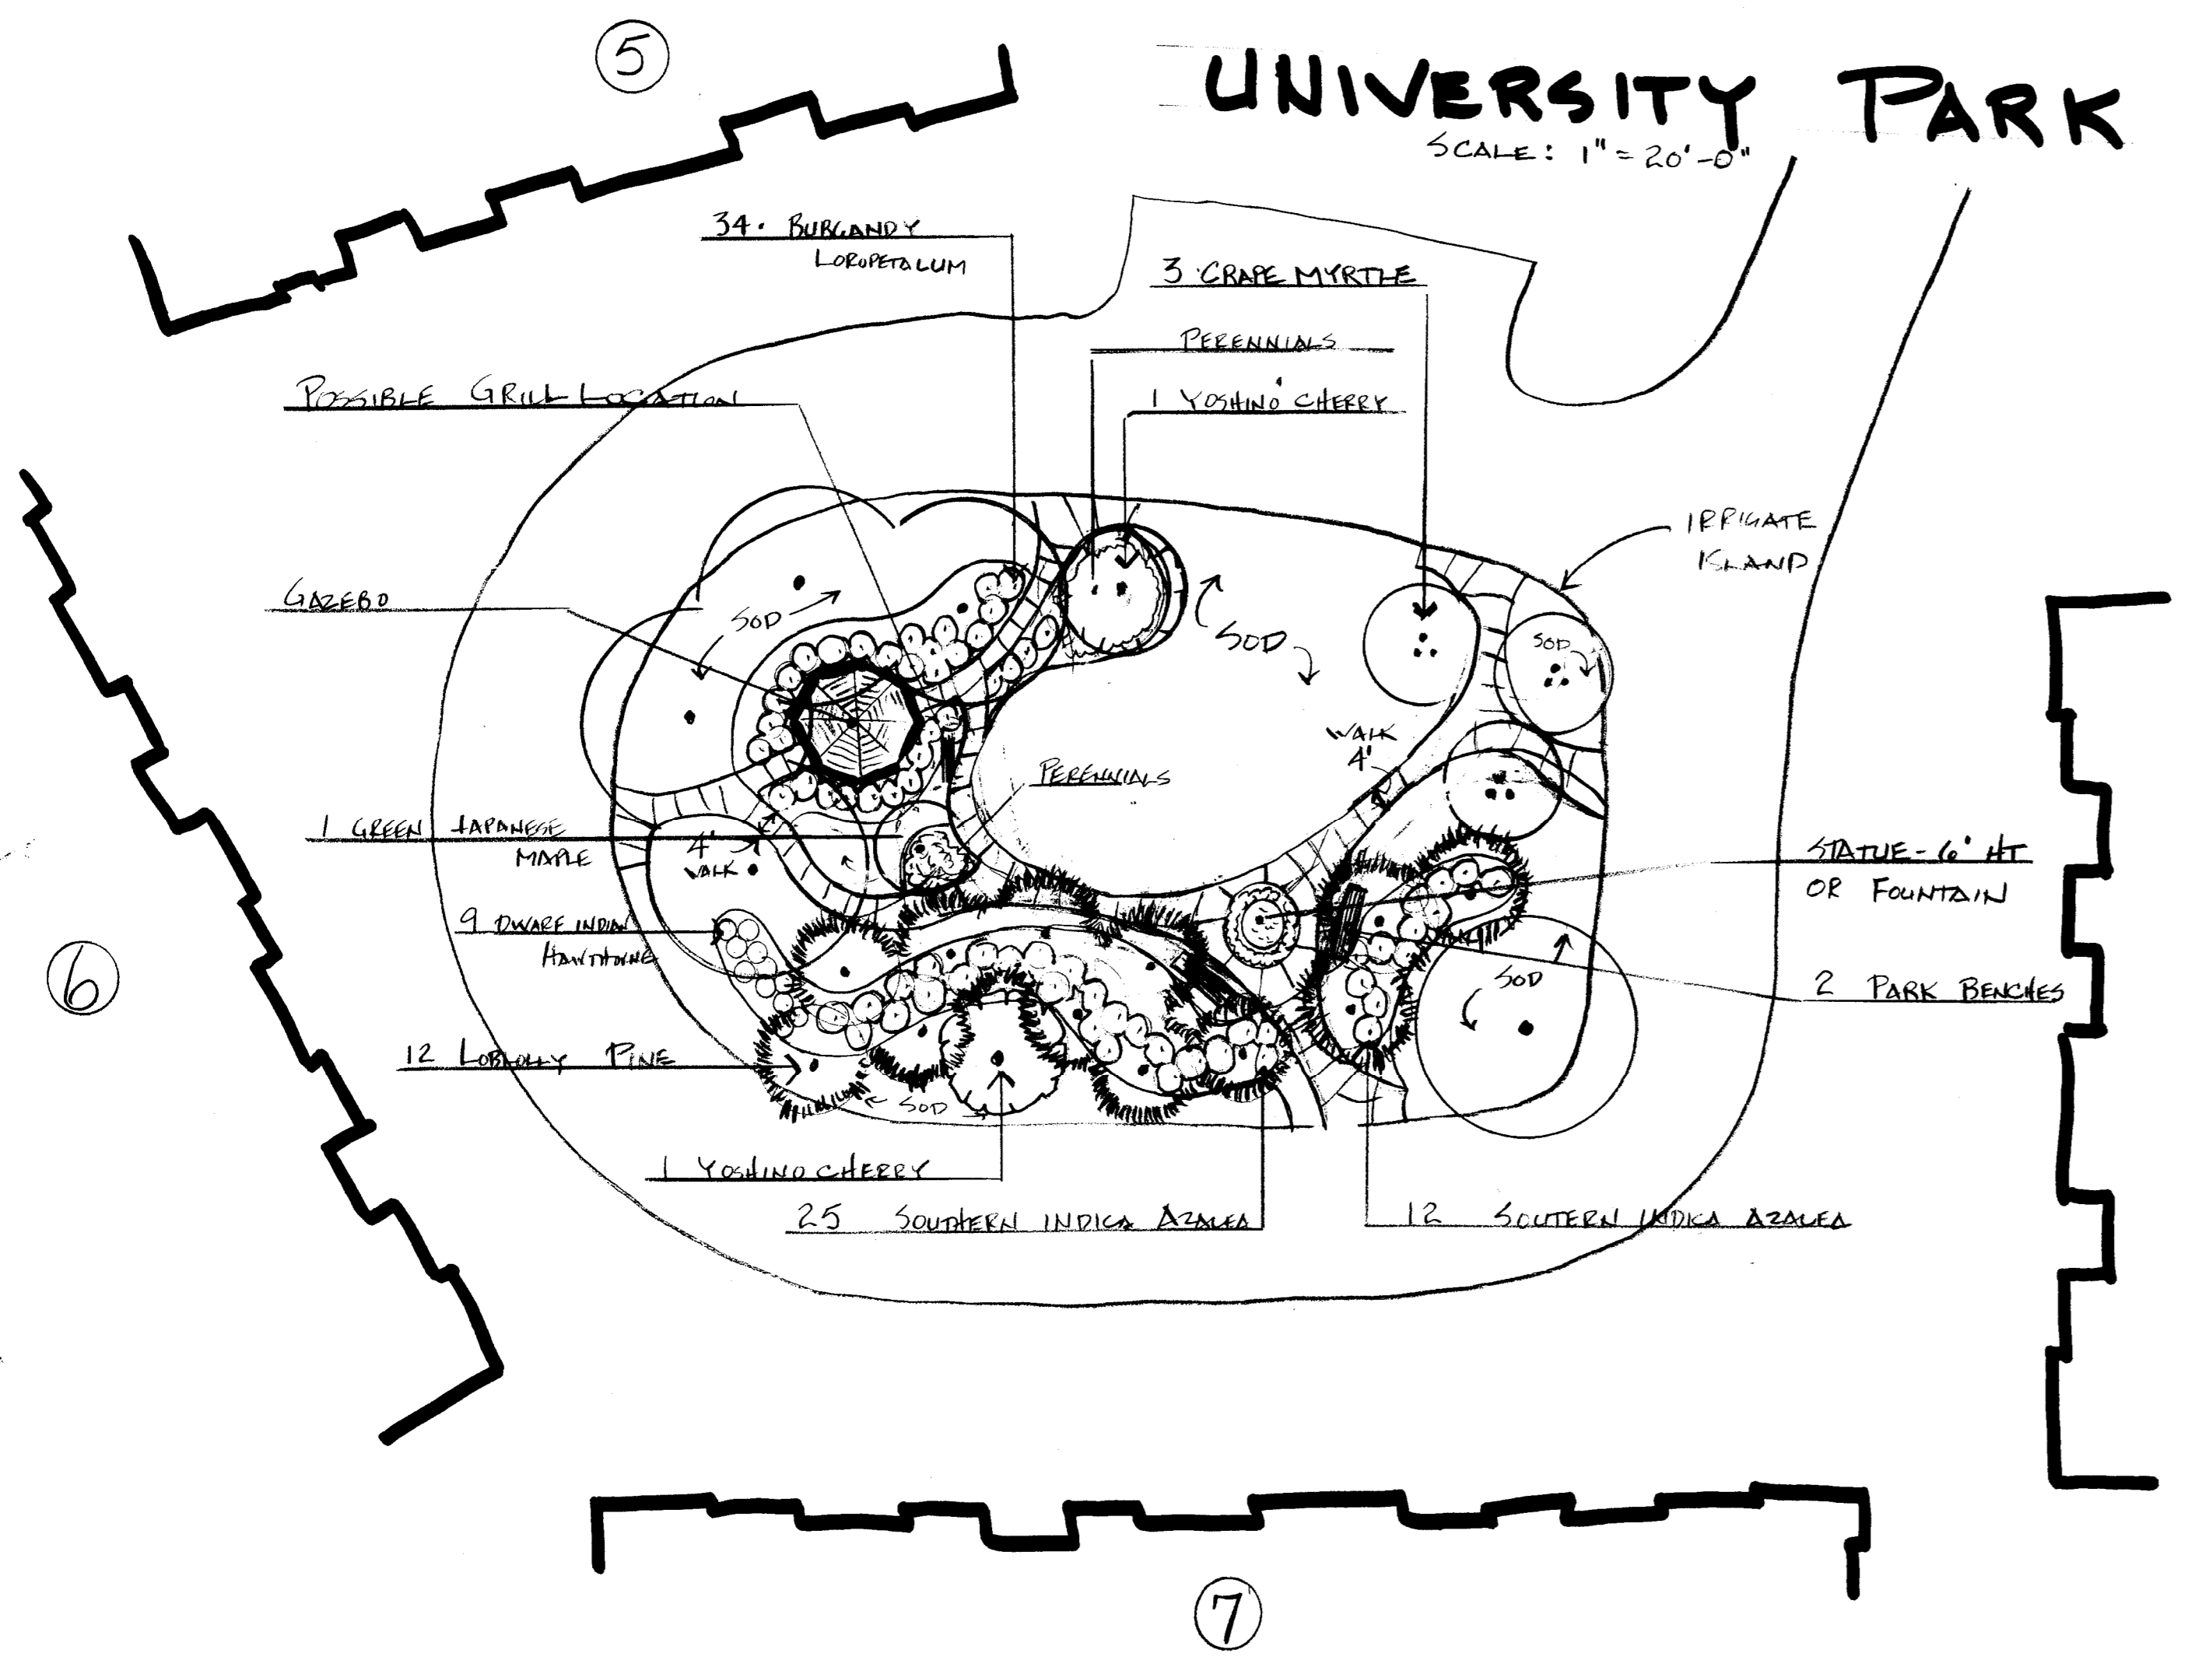 5
UNIVERSITY PARK
SCALE: 1" = 20'-0"
34. BURGANDY
LOROPETALUM
3 CRAPE MYRTLE
PERENNIALS
1 YOSHINO CHERRY
POSSIBLE GRILL LOCATION
IRRIGATE
ISLAND
GAZEBO
SOD
SOD
SOD
WALK
4'
PERENNIALS
1 GREEN JAPANESE
MAPLE
4'
WALK
STATUE - 6' HT
OR FOUNTAIN
9 DWARF INDIAN
HAWTHORNE
6
SOD
2 PARK BENCHES
12 LOBLOLLY PINE
SOD
1 YOSHINO CHERRY
25 SOUTHERN INDICA AZALEA
12 SOUTERN INDICA AZALEA
7